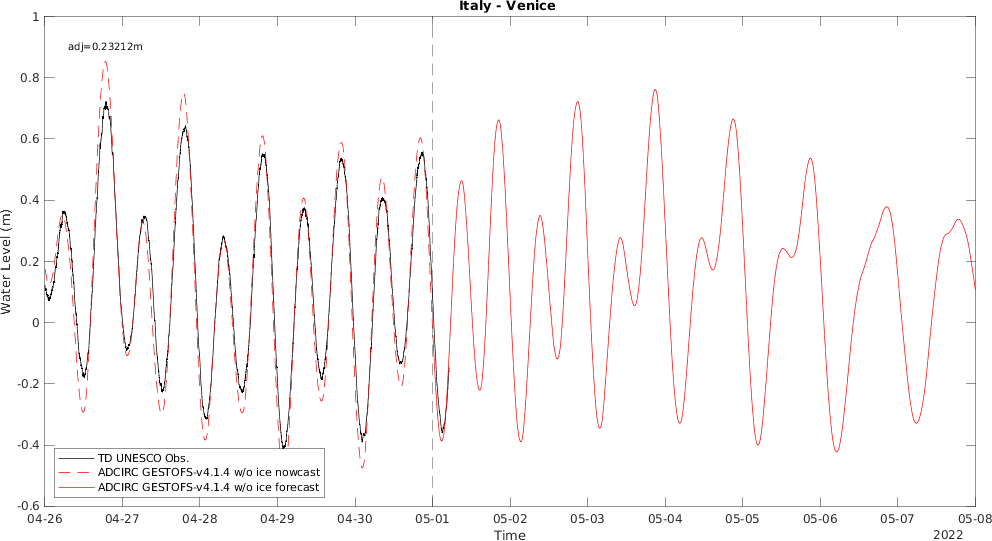 Italy - Venice
adj=0.23212m
1
0.8
0.6
0.4
0.2
0
-0.2
-0.4
-0.6
Water Level (m)
TD UNESCO Obs.
ADCIRC GESTOFS-v4.1.4 w/o ice nowcast
ADCIRC GESTOFS-v4.1.4 w/o ice forecast
04-26 04-27 04-28 04-29 04-30 05-01 05-02 05-03 05-04 05-05 05-06 05-07 05-08
Time
2022